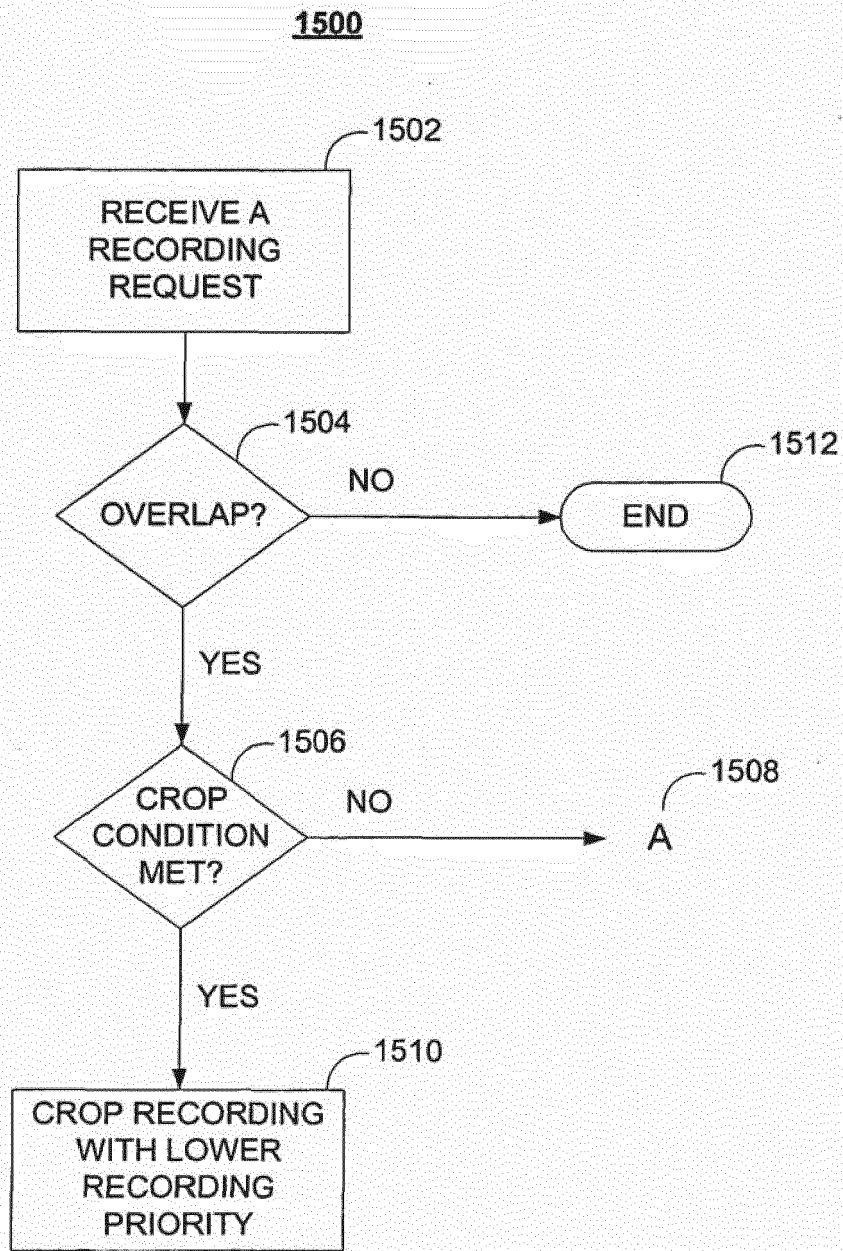 1500
1502
RECEIVE A
RECORDING
REQUEST
1504
OVERLAP?
NO
1512
END
YES
1506
CROP
CONDITION
MET?
NO
1508
A
YES
1510
CROP RECORDING
WITH LOWER
RECORDING
PRIORITY